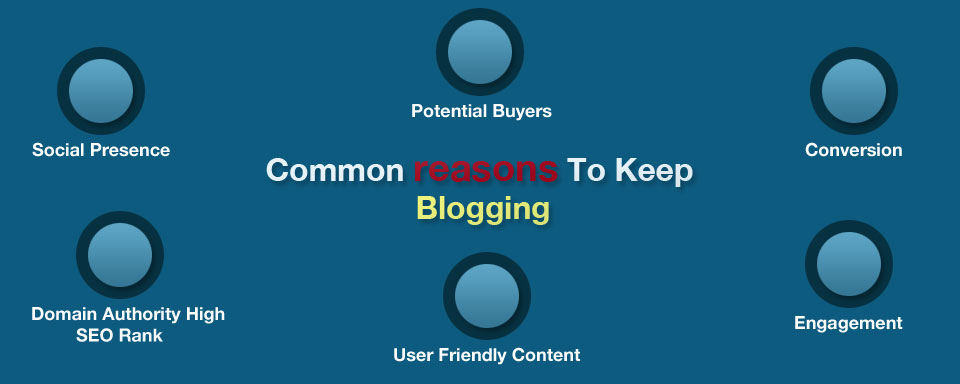 Potential Buyers
Social Presence
Conversion
Common reasons To Keep
Blogging
Domain Authority High
SEO Rank
Engagement
User Friendly Content